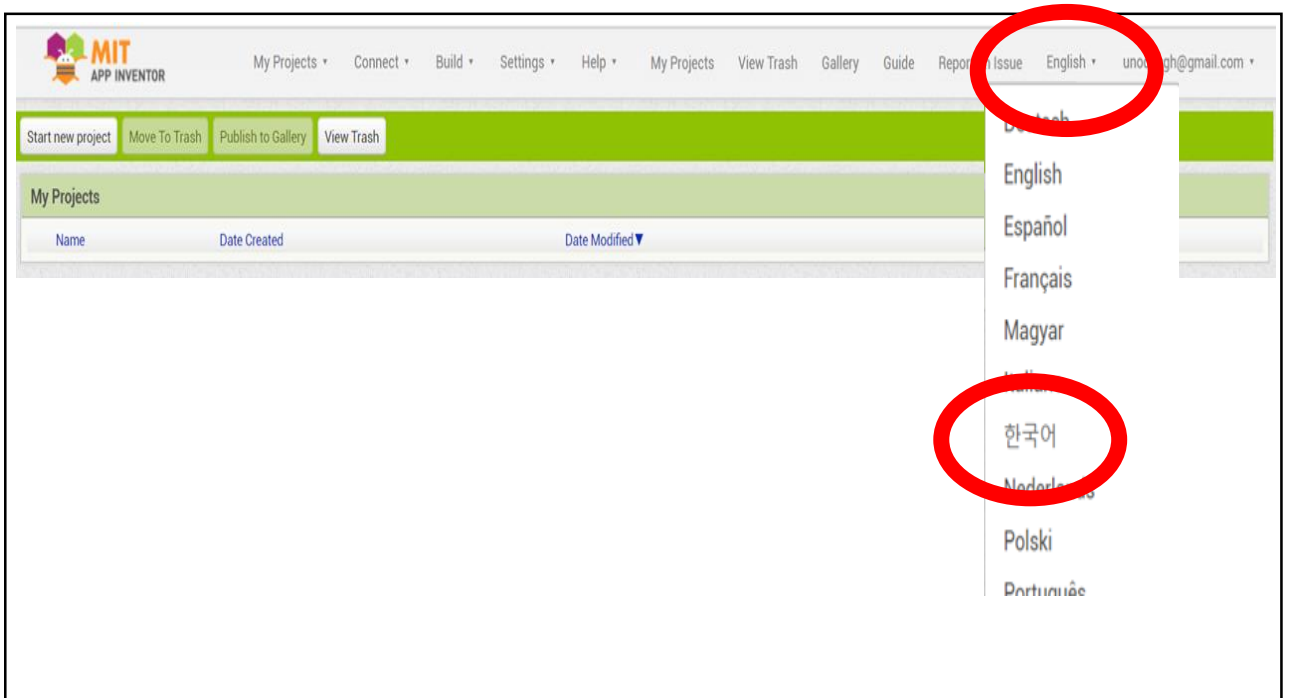 MIT
APP INVENTOR
My Projects ▾ Connect ▾ Build ▾ Settings ▾ Help ▾ My Projects View Trash Gallery Guide Issue English ▾
Start new project Move To Trash Publish to Gallery View Trash
My Projects
Name Date Created Date Modified▼
English
Español
Français
Magyar
한국어
Polski
Português